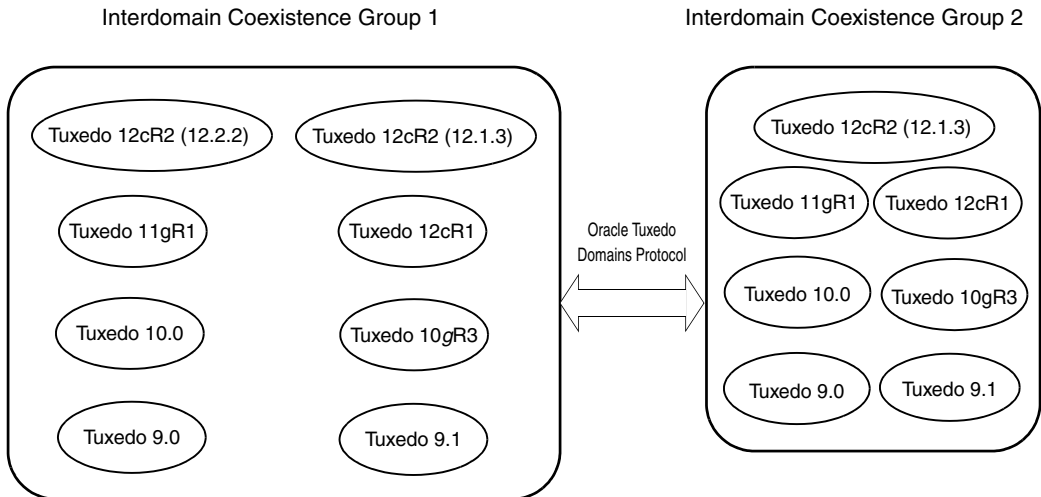 Interdomain Coexistence Group 1
Interdomain Coexistence Group 2
Tuxedo 12cR2 (12.2.2)
Tuxedo 12cR2 (12.1.3)
Tuxedo 11gR1
Tuxedo 12cR1
Tuxedo 10.0
Tuxedo 10gR3
Tuxedo 9.0
Tuxedo 9.1
Oracle Tuxedo
Domains Protocol
Tuxedo 12cR2 (12.1.3)
Tuxedo 11gR1
Tuxedo 12cR1
Tuxedo 10.0
Tuxedo 10gR3
Tuxedo 9.0
Tuxedo 9.1